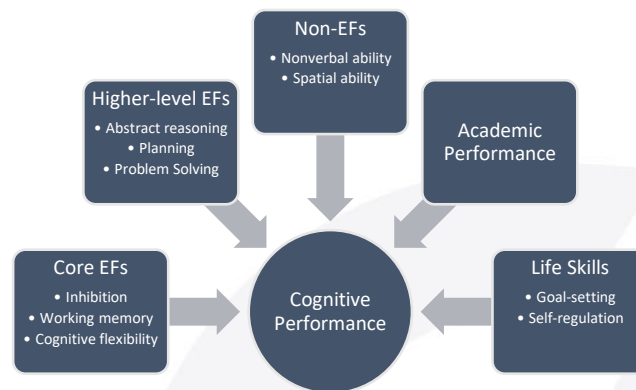 Non-EFs
• Nonverbal ability
• Spatial ability
Higher-level EFs
• Abstract reasoning
• Planning
• Problem Solving
Academic
Performance
Core EFs
• Inhibition
• Working memory
• Cognitive flexibility
Cognitive
Performance
Life Skills
• Goal-setting
• Self-regulation